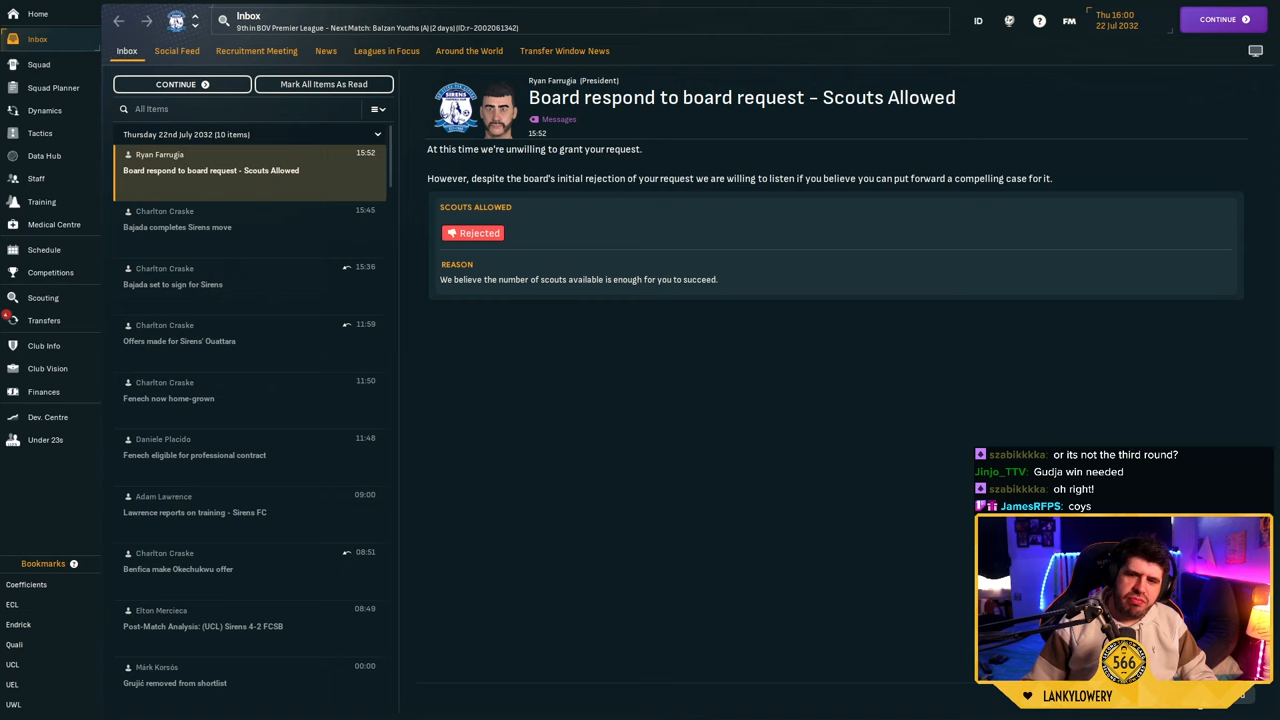 Home
Inbox
Squad
Squad Planner
Dynamics
Tactics
Data Hub
Staff
Training
Medical Centre
Schedule
Competitions
Scouting
4
Transfers
Club Info
Club Vision
Finances
Dev. Centre
Under 23s
Bookmarks ?
Coefficients
ECL
Endrick
Quali
UCL
UEL
UWL
Inbox
9th in BOV Premier League - Next Match: Balzan Youths (A) (2 days) (ID:r-2002061342)
ID
?
FM
Thu 16:00
22 Jul 2032
CONTINUE
Inbox
Social Feed
Recruitment Meeting
News
Leagues in Focus
Around the World
Transfer Window News
CONTINUE
Mark All Items As Read
All Items
Thursday 22nd July 2032 (10 items)
Ryan Farrugia 15:52
Board respond to board request - Scouts Allowed
Charlton Craske 15:45
Bajada completes Sirens move
Charlton Craske 15:36
Bajada set to sign for Sirens
Charlton Craske 11:59
Offers made for Sirens' Ouattara
Charlton Craske 11:50
Fenech now home-grown
Daniele Placido 11:48
Fenech eligible for professional contract
Adam Lawrence 09:00
Lawrence reports on training - Sirens FC
Charlton Craske 08:51
Benfica make Okechukwu offer
Elton Mercieca 08:49
Post-Match Analysis: (UCL) Sirens 4-2 FCSB
Márk Korsós 00:00
Grujić removed from shortlist
SIRENS
Ryan Farrugia (President)
Board respond to board request - Scouts Allowed
Messages
15:52
At this time we're unwilling to grant your request.
However, despite the board's initial rejection of your request we are willing to listen if you believe you can put forward a compelling case for it.
SCOUTS ALLOWED
Rejected
REASON
We believe the number of scouts available is enough for you to succeed.
szabikkkka: or its not the third round?
Jinjo_TTV: Gudja win needed
szabikkkka: oh right!
JamesRFPS: coys
566
LANKYLOWERY